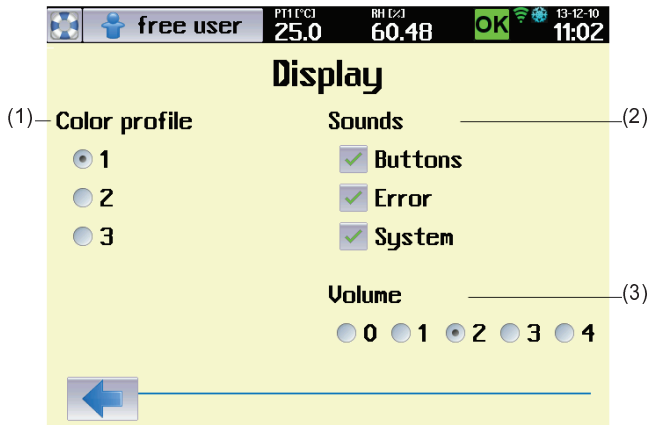 free user PT1 [°C] 25.0 RH [%] 60.48 OK 13-12-10 11:02
Display
(1) Color profile Sounds (2)
1 Buttons
2 Error
3 System
Volume (3)
0 1 2 3 4